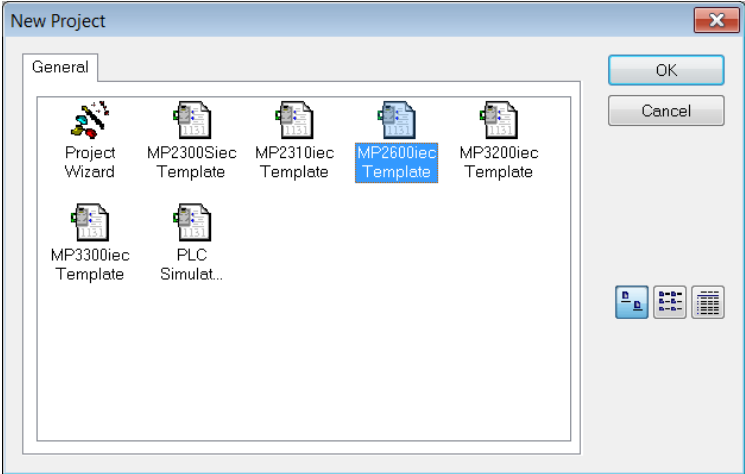 New Project
General
OK
Cancel
Project
Wizard
MP2300Siec
Template
MP2310iec
Template
MP2600iec
Template
MP3200iec
Template
MP3300iec
Template
PLC
Simulat...